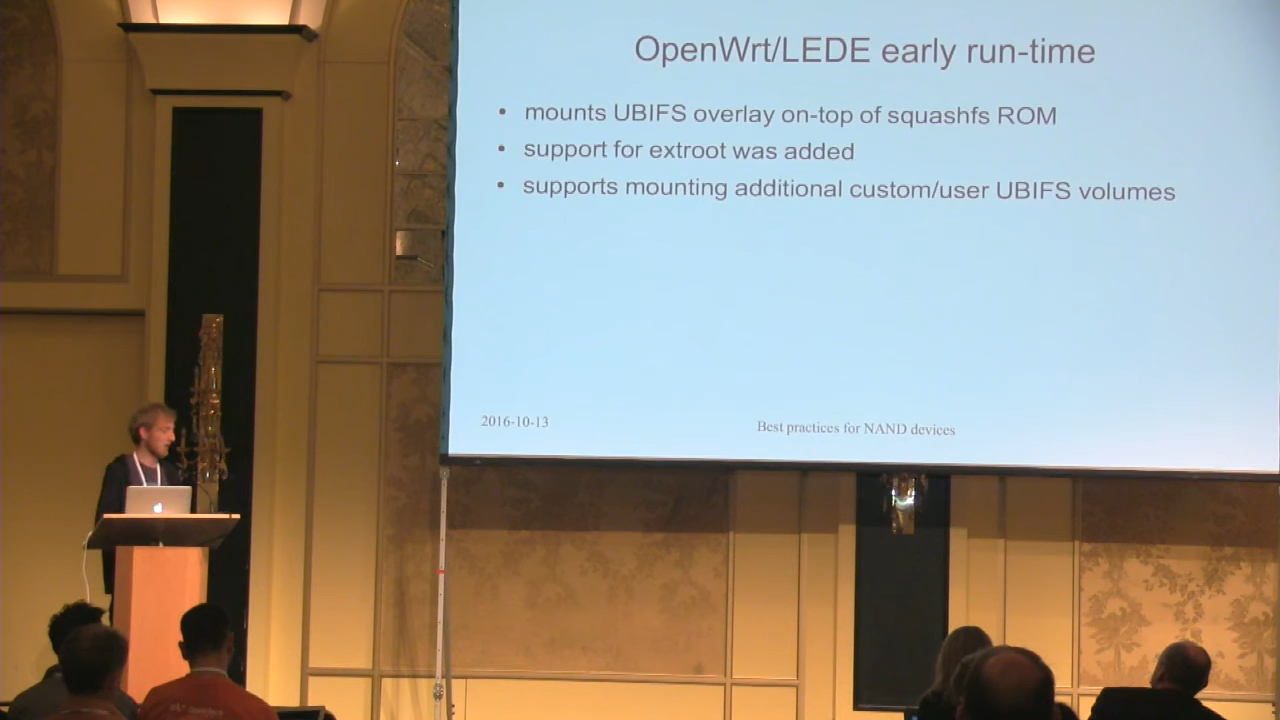 OpenWrt/LEDE early run-time
• mounts UBIFS overlay on-top of squashfs ROM
• support for extroot was added
• supports mounting additional custom/user UBIFS volumes
2016-10-13
Best practices for NAND devices